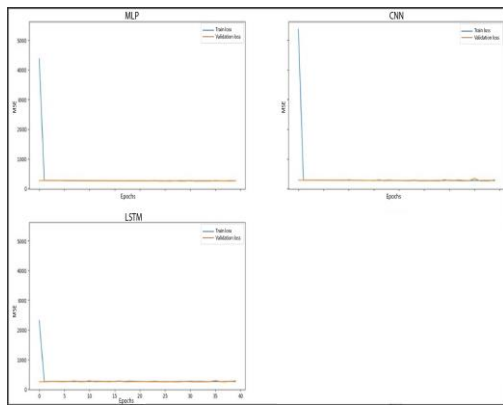 MLP
CNN
Train loss
Validation loss
Train loss
Validation loss
5000
4000
MSE
MSE
3000
2000
1000
0
Epochs
Epochs
LSTM
Train loss
Validation loss
5000
4000
MSE
3000
2000
1000
0
0 5 10 15 20 25 30 35 40
Epochs